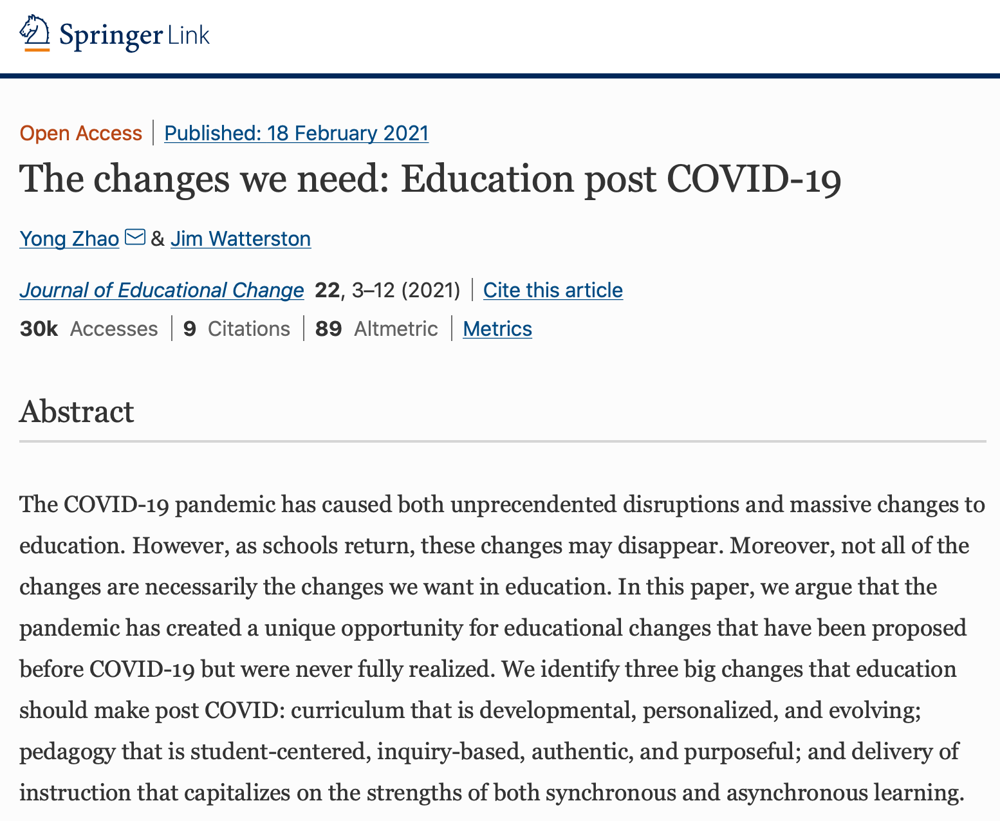 Springer Link
Open Access | Published: 18 February 2021
The changes we need: Education post COVID-19
Yong Zhao & Jim Watterston
Journal of Educational Change 22, 3–12 (2021) | Cite this article
30k Accesses | 9 Citations | 89 Altmetric | Metrics
Abstract
The COVID-19 pandemic has caused both unprecendented disruptions and massive changes to
education. However, as schools return, these changes may disappear. Moreover, not all of the
changes are necessarily the changes we want in education. In this paper, we argue that the
pandemic has created a unique opportunity for educational changes that have been proposed
before COVID-19 but were never fully realized. We identify three big changes that education
should make post COVID: curriculum that is developmental, personalized, and evolving;
pedagogy that is student-centered, inquiry-based, authentic, and purposeful; and delivery of
instruction that capitalizes on the strengths of both synchronous and asynchronous learning.